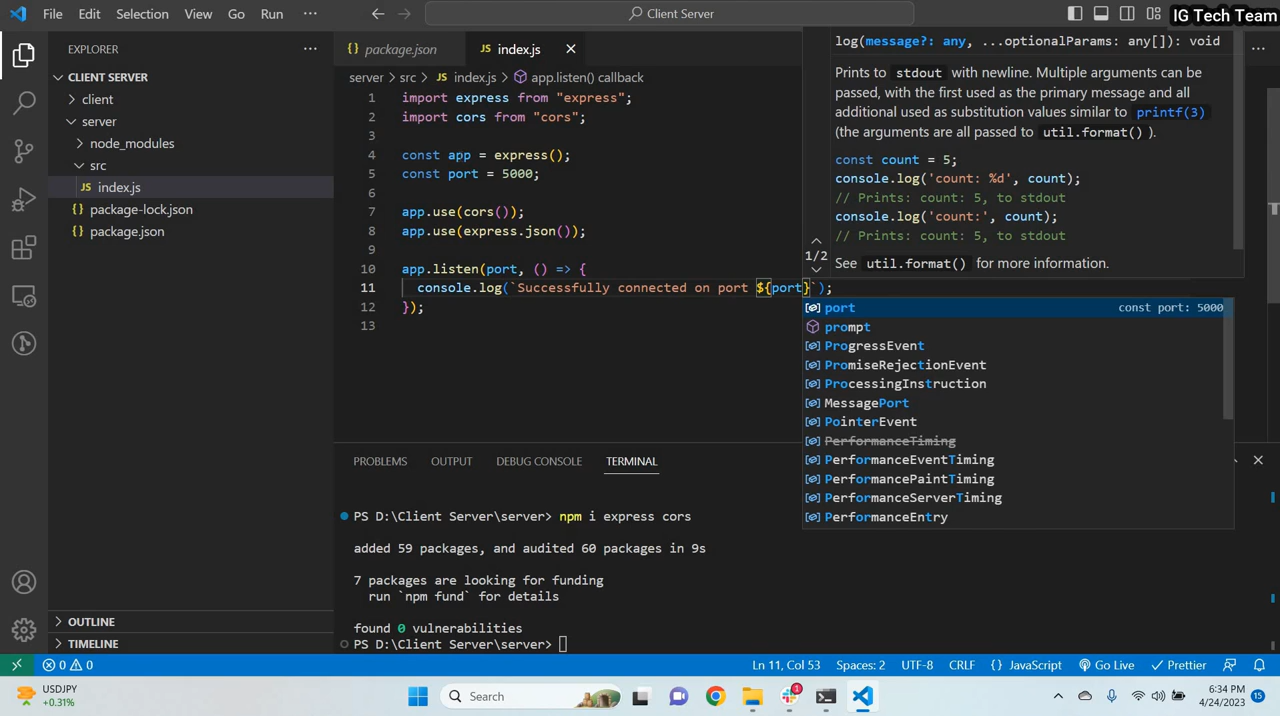 File Edit Selection View Go Run ··· Client Server IG Tech Team
EXPLORER ···
CLIENT SERVER
client
server
node_modules
src
JS index.js
{} package-lock.json
{} package.json
OUTLINE
TIMELINE
{} package.json JS index.js ···
server > src > JS index.js > app.listen() callback
1 import express from "express";
2 import cors from "cors";
3
4 const app = express();
5 const port = 5000;
6
7 app.use(cors());
8 app.use(express.json());
9
10 app.listen(port, () => {
11 console.log(`Successfully connected on port ${port}`);
12 });
13
log(message?: any, ...optionalParams: any[]): void
Prints to stdout with newline. Multiple arguments can be
passed, with the first used as the primary message and all
additional used as substitution values similar to printf(3)
(the arguments are all passed to util.format() ).
const count = 5;
console.log('count: %d', count);
// Prints: count: 5, to stdout
console.log('count:', count);
// Prints: count: 5, to stdout
1/2
See util.format() for more information.
port const port: 5000
prompt
ProgressEvent
PromiseRejectionEvent
ProcessingInstruction
MessagePort
PointerEvent
PerformanceTiming
PerformanceEventTiming
PerformancePaintTiming
PerformanceServerTiming
PerformanceEntry
PROBLEMS OUTPUT DEBUG CONSOLE TERMINAL
PS D:\Client Server\server> npm i express cors
added 59 packages, and audited 60 packages in 9s
7 packages are looking for funding
run `npm fund` for details
found 0 vulnerabilities
PS D:\Client Server\server>
0 0 Ln 11, Col 53 Spaces: 2 UTF-8 CRLF {} JavaScript Go Live Prettier
USDJPY
+0.31%
Search
1
6:34 PM
4/24/2023
15